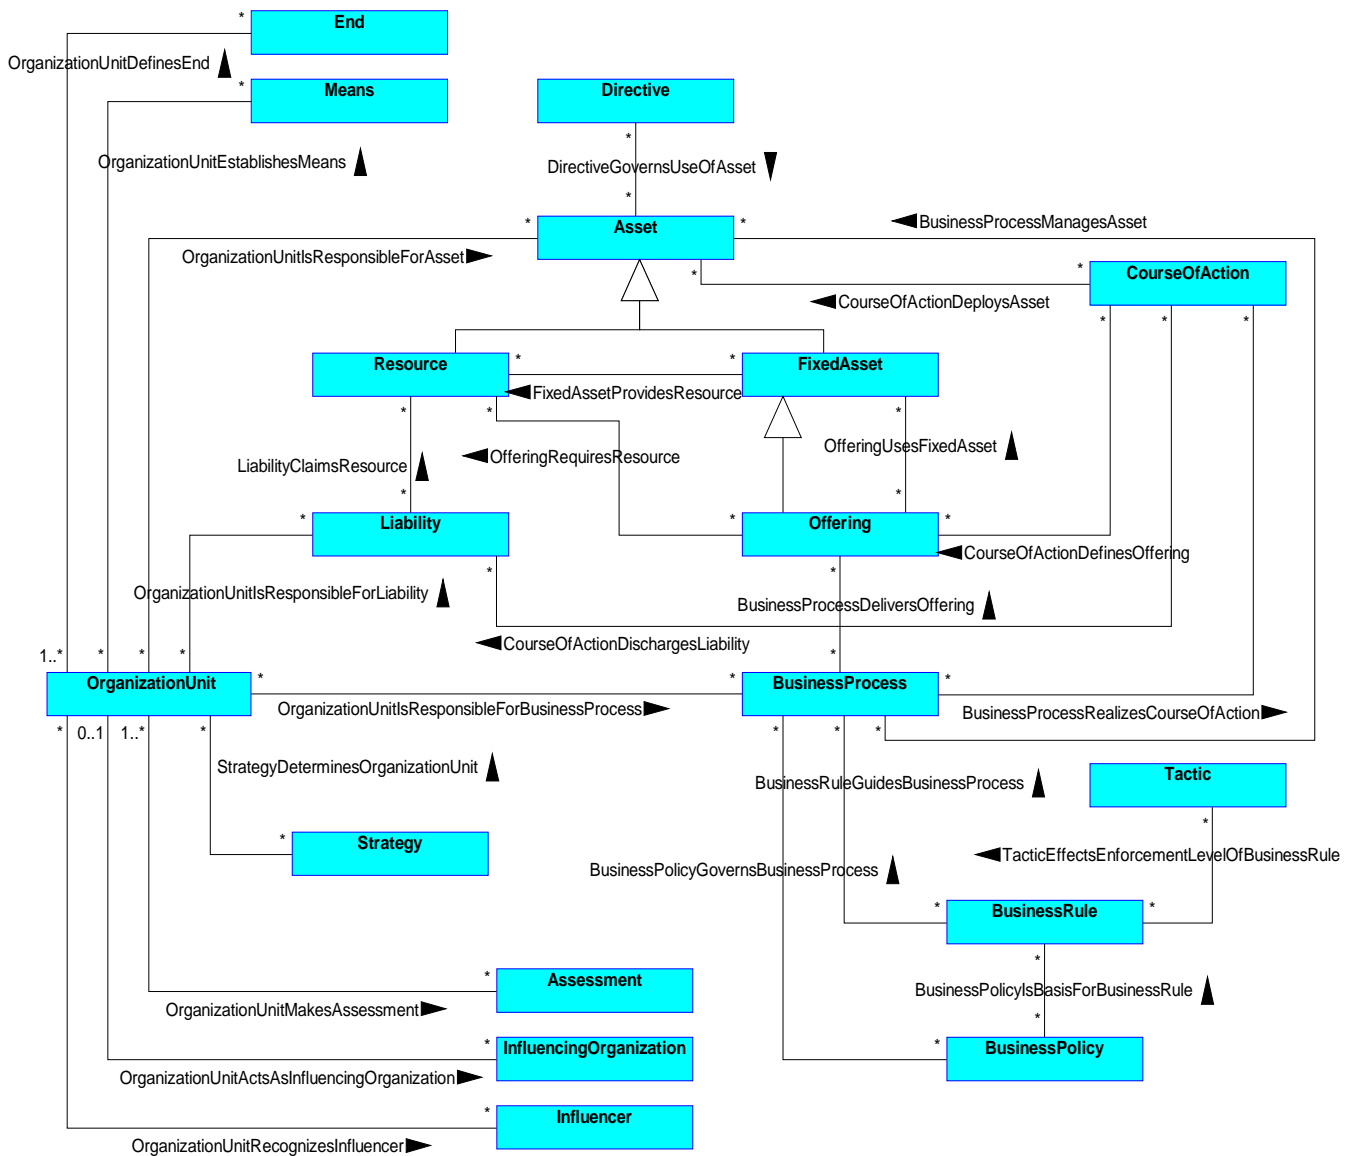 *
End
OrganizationUnitDefinesEnd
*
Means
Directive
*
OrganizationUnitEstablishesMeans
DirectiveGovernsUseOfAsset
*
*
Asset
*
BusinessProcessManagesAsset
OrganizationUnitIsResponsibleForAsset
*
*
CourseOfAction
CourseOfActionDeploysAsset
*
*
*
Resource
*
*
FixedAsset
FixedAssetProvidesResource
*
*
*
OfferingUsesFixedAsset
LiabilityClaimsResource
OfferingRequiresResource
*
*
*
Liability
*
Offering
*
CourseOfActionDefinesOffering
*
*
OrganizationUnitIsResponsibleForLiability
BusinessProcessDeliversOffering
CourseOfActionDischargesLiability
1..*
*
*
*
*
OrganizationUnit
*
*
BusinessProcess
*
OrganizationUnitIsResponsibleForBusinessProcess
BusinessProcessRealizesCourseOfAction
*
0..1
1..*
*
*
*
*
StrategyDeterminesOrganizationUnit
BusinessRuleGuidesBusinessProcess
Tactic
*
*
Strategy
TacticEffectsEnforcementLevelOfBusinessRule
BusinessPolicyGovernsBusinessProcess
*
BusinessRule
*
*
*
Assessment
BusinessPolicyIsBasisForBusinessRule
OrganizationUnitMakesAssessment
*
*
InfluencingOrganization
*
BusinessPolicy
OrganizationUnitActsAsInfluencingOrganization
*
Influencer
OrganizationUnitRecognizesInfluencer